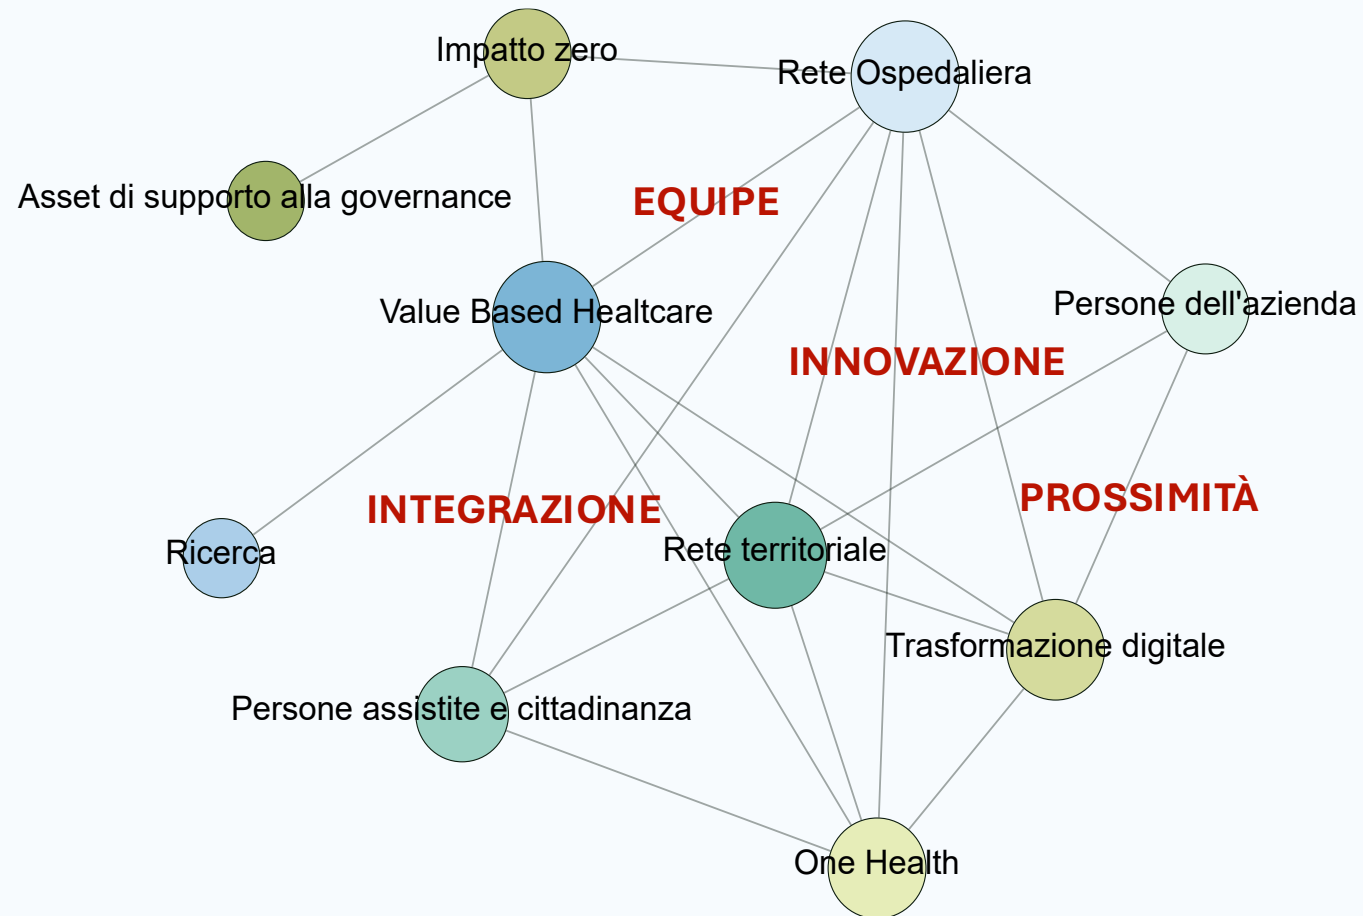 Impatto zero
Rete Ospedaliera
Asset di supporto alla governance
EQUIPE
Value Based Healtcare
Persone dell'azienda
INNOVAZIONE
INTEGRAZIONE
PROSSIMITÀ
Ricerca
Rete territoriale
Trasformazione digitale
Persone assistite e cittadinanza
One Health